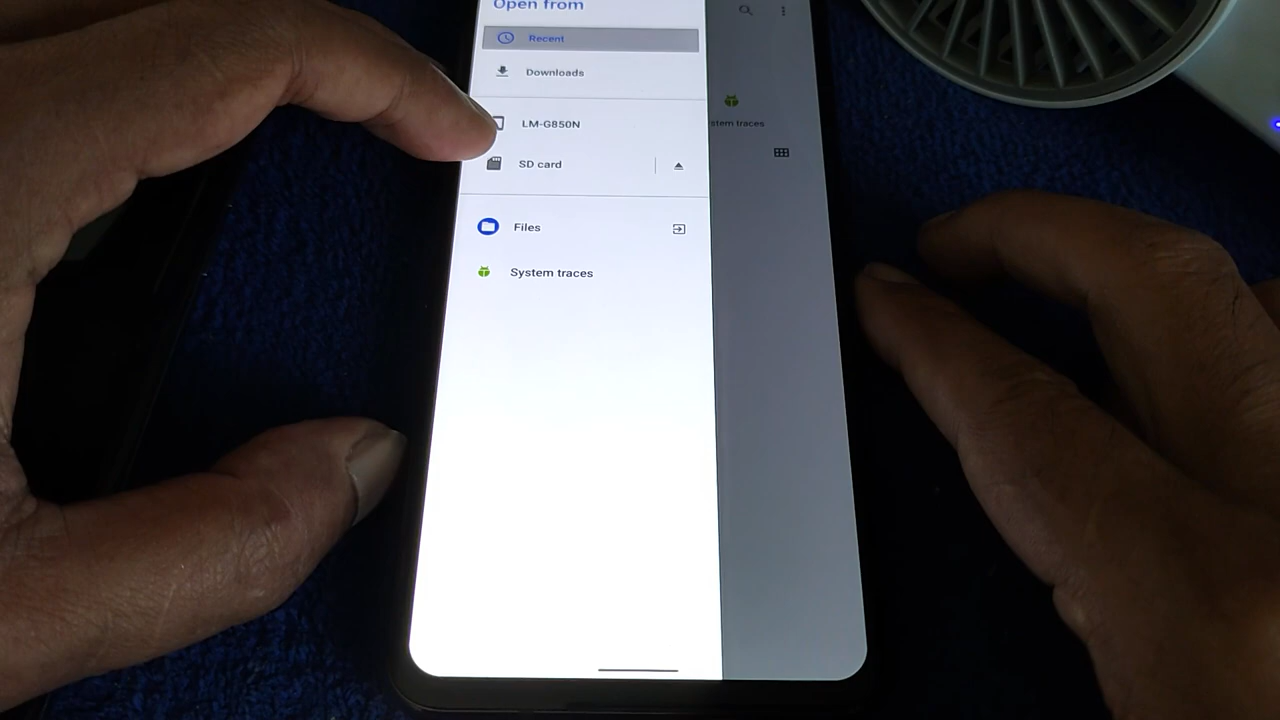 Open from
Recent
Downloads
stem traces
LM-G850N
SD card
Files
System traces